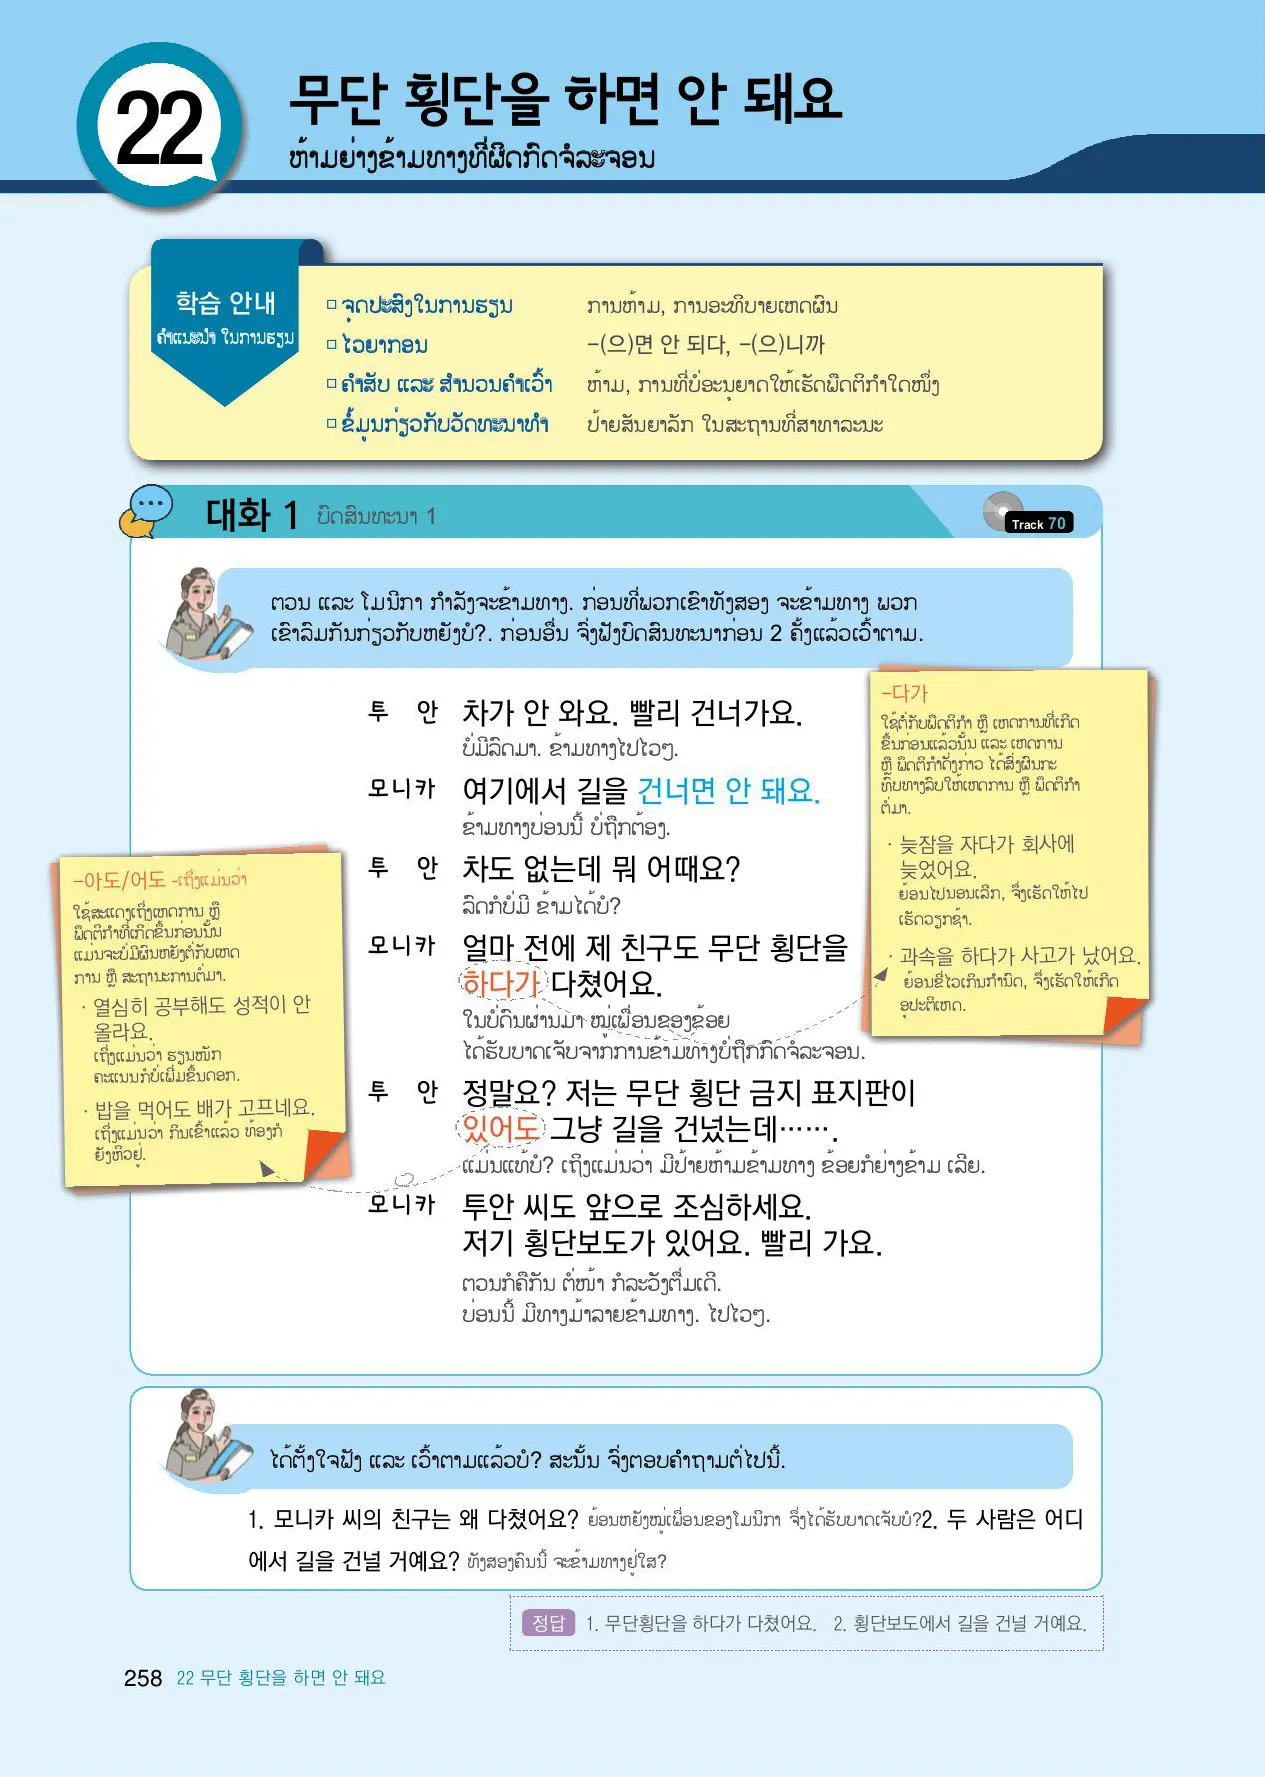 22
무단 횡단을 하면 안 돼요
ຫ້າມຍ່າງຂ້າມທາງທີ່ຜິດກົດຈໍລະຈອນ
학습 안내
ຄຳແນະນຳ ໃນການຮຽນ
□ ຈຸດປະສົງໃນການຮຽນ ການຫ້າມ, ການອະທິບາຍເຫດຜົນ
□ ໄວຍາກອນ -(으)면 안 되다, -(으)니까
□ ຄຳສັບ ແລະ ສຳນວນຄຳເວົ້າ ຫ້າມ, ການທີ່ບໍ່ອະນຸຍາດໃຫ້ເຮັດພຶດຕິກຳໃດໜຶ່ງ
□ ຂໍ້ມູນກ່ຽວກັບວັດທະນາທຳ ປ້າຍສັນຍາລັກ ໃນສະຖານທີ່ສາທາລະນະ
대화 1 ບົດສົນທະນາ 1
Track 70
ຕວນ ແລະ ໂມນິກາ ກຳລັງຈະຂ້າມທາງ. ກ່ອນທີ່ພວກເຂົາທັງສອງ ຈະຂ້າມທາງ ພວກ
ເຂົາລົມກັນກ່ຽວກັບຫຍັງບໍ?. ກ່ອນອື່ນ ຈົ່ງຟັງບົດສົນທະນາກ່ອນ 2 ຄັ້ງແລ້ວເວົ້າຕາມ.
투 안 차가 안 와요. 빨리 건너가요.
ບໍ່ມີລົດມາ. ຂ້າມທາງໄປໄວໆ.
모니카 여기에서 길을 건너면 안 돼요.
ຂ້າມທາງບ່ອນນີ້ ບໍ່ຖືກຕ້ອງ.
투 안 차도 없는데 뭐 어때요?
ລົດກໍບໍ່ມີ ຂ້າມໄດ້ບໍ?
모니카 얼마 전에 제 친구도 무단 횡단을
하다가 다쳤어요.
ໃນບໍ່ດົນຜ່ານມາ ໝູ່ເພື່ອນຂອງຂ້ອຍ
ໄດ້ຮັບບາດເຈັບຈາກການຂ້າມທາງບໍ່ຖືກກົດຈໍລະຈອນ.
투 안 정말요? 저는 무단 횡단 금지 표지판이
있어도 그냥 길을 건넜는데…….
ແມ່ນແທ້ບໍ? ເຖິງແມ່ນວ່າ ມີປ້າຍຫ້າມຂ້າມທາງ ຂ້ອຍກໍຍ່າງຂ້າມ ເລີຍ.
모니카 투안 씨도 앞으로 조심하세요.
저기 횡단보도가 있어요. 빨리 가요.
ຕວນກໍຄືກັນ ຕໍ່ໜ້າ ກໍລະວັງຕື່ມເດີ.
ບ່ອນນີ້ ມີທາງມ້າລາຍຂ້າມທາງ. ໄປໄວໆ.
-다가
ໃຊ້ຕໍ່ກັບພຶດຕິກຳ ຫຼື ເຫດການທີ່ເກີດ
ຂຶ້ນກ່ອນແລ້ວນັ້ນ ແລະ ເຫດການ
ຫຼື ພຶດຕິກຳດັ່ງກ່າວ ໄດ້ສົ່ງຜົນກະ
ທົບທາງລົບໃຫ້ເຫດການ ຫຼື ພຶດຕິກຳ
ຕໍ່ມາ.
· 늦잠을 자다가 회사에
늦었어요.
ຍ້ອນໄປນອນເລິກ, ຈຶ່ງເຮັດໃຫ້ໄປ
ເຮັດວຽກຊ້າ.
· 과속을 하다가 사고가 났어요.
ຍ້ອນຂີ່ໄວເກິນກຳນົດ, ຈຶ່ງເຮັດໃຫ້ເກີດ
ອຸປະຕິເຫດ.
-아도/어도 -ເຖິງແມ່ນວ່າ
ໃຊ້ສະແດງເຖິງເຫດການ ຫຼື
ພຶດຕິກຳທີ່ເກີດຂຶ້ນກ່ອນນັ້ນ
ແມ່ນຈະບໍ່ມີຜົນຫຍັງຕໍ່ກັບເຫດ
ການ ຫຼື ສະຖານະການຕໍ່ມາ.
· 열심히 공부해도 성적이 안
올라요.
ເຖິງແມ່ນວ່າ ຮຽນໜັກ
ຄະແນນກໍບໍ່ເພີ່ມຂຶ້ນດອກ.
· 밥을 먹어도 배가 고프네요.
ເຖິງແມ່ນວ່າ ກິນເຂົ້າແລ້ວ ທ້ອງກໍ
ຍັງຫິວຢູ່.
ໄດ້ຕັ້ງໃຈຟັງ ແລະ ເວົ້າຕາມແລ້ວບໍ? ສະນັ້ນ ຈົ່ງຕອບຄຳຖາມຕໍ່ໄປນີ້.
1. 모니카 씨의 친구는 왜 다쳤어요? ຍ້ອນຫຍັງໝູ່ເພື່ອນຂອງໂມນິກາ ຈຶ່ງໄດ້ຮັບບາດເຈັບບໍ?2. 두 사람은 어디
에서 길을 건널 거예요? ທັງສອງຄົນນີ້ ຈະຂ້າມທາງຢູ່ໃສ?
정답 1. 무단횡단을 하다가 다쳤어요. 2. 횡단보도에서 길을 건널 거예요.
258 22 무단 횡단을 하면 안 돼요